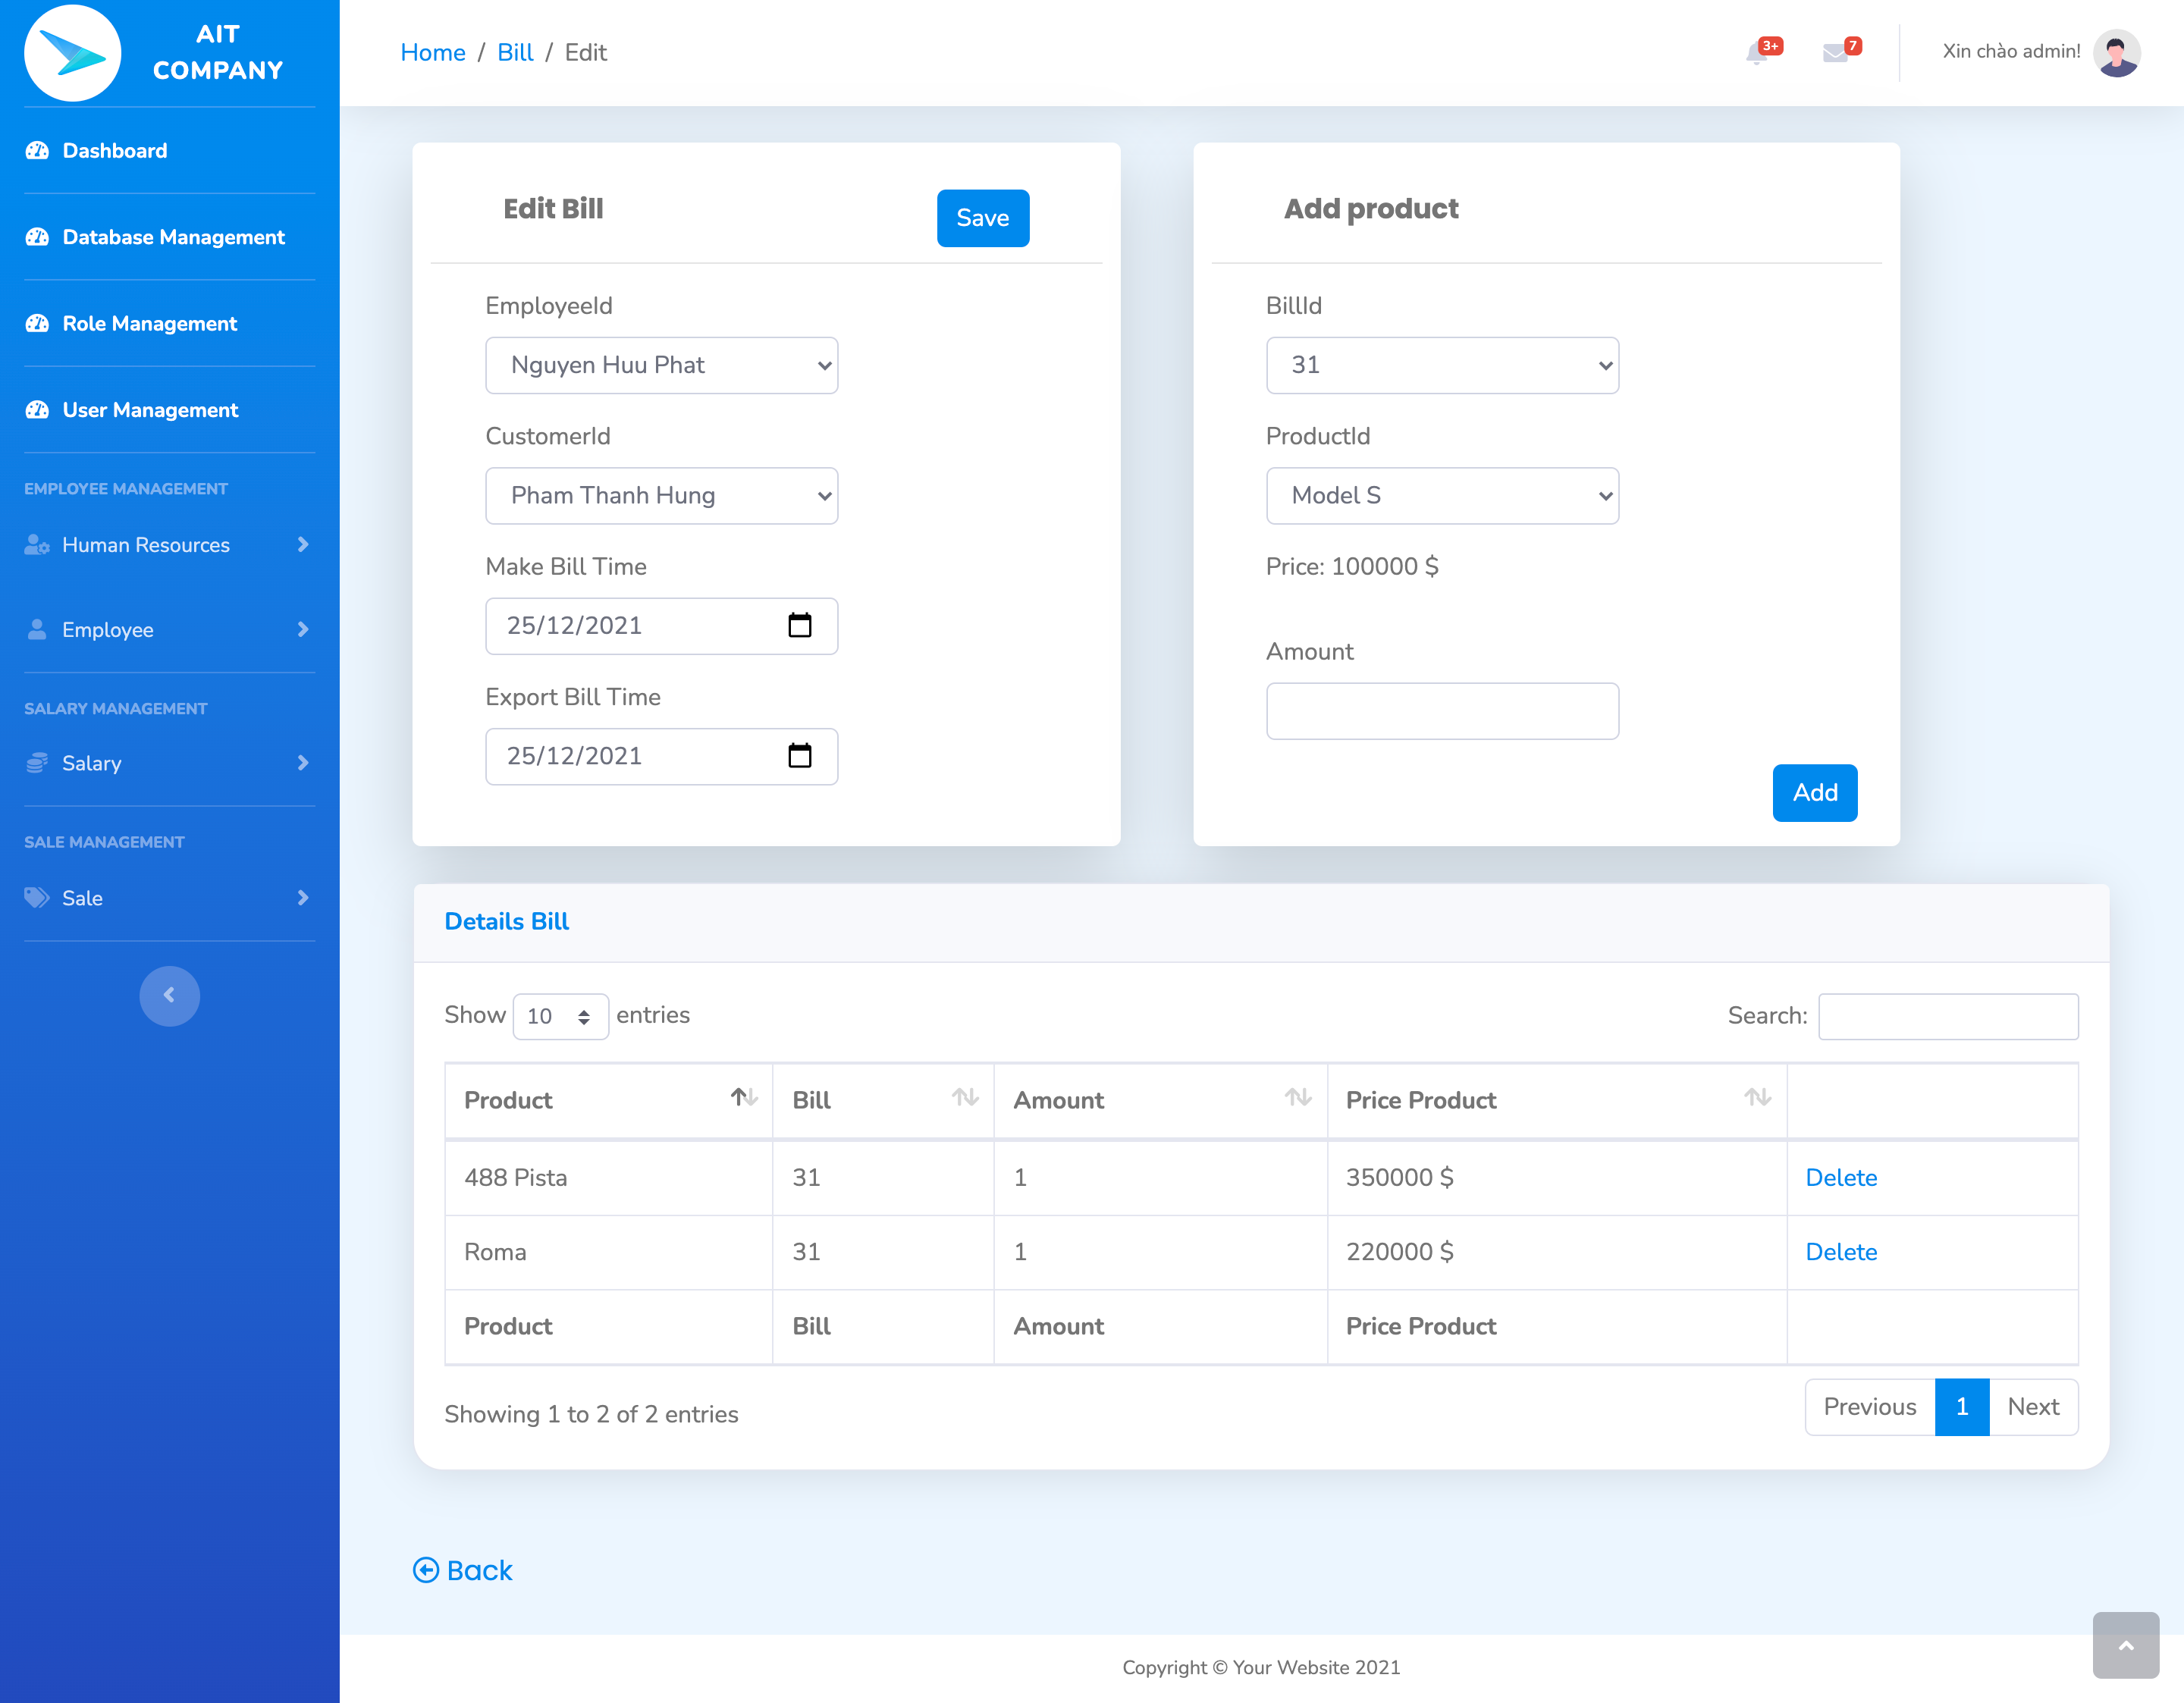 AIT
COMPANY
Home / Bill / Edit
3+
7
Xin chào admin!
Dashboard
Database Management
Role Management
User Management
EMPLOYEE MANAGEMENT
Human Resources
Employee
SALARY MANAGEMENT
Salary
SALE MANAGEMENT
Sale
Edit Bill
Save
EmployeeId
Nguyen Huu Phat
CustomerId
Pham Thanh Hung
Make Bill Time
25/12/2021
Export Bill Time
25/12/2021
Add product
BillId
31
ProductId
Model S
Price: 100000 $
Amount
Add
Details Bill
Show 10 entries
Search:
Product Bill Amount Price Product
488 Pista 31 1 350000 $ Delete
Roma 31 1 220000 $ Delete
Product Bill Amount Price Product
Showing 1 to 2 of 2 entries
Previous 1 Next
Back
Copyright © Your Website 2021